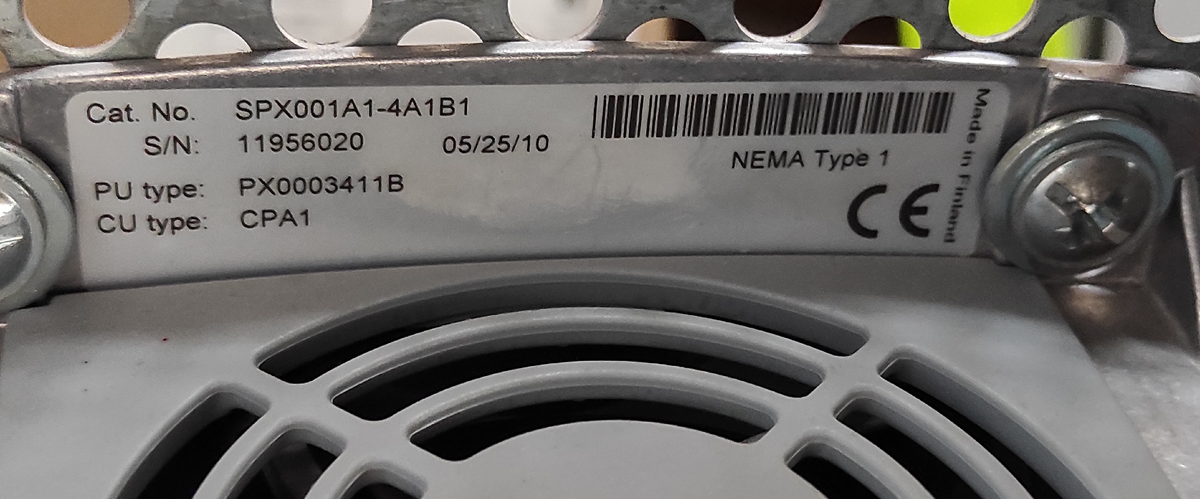 Cat. No. SPX001A1-4A1B1
S/N: 11956020 05/25/10
NEMA Type 1
PU type: PX0003411B
CU type: CPA1
CE
Made in Finland